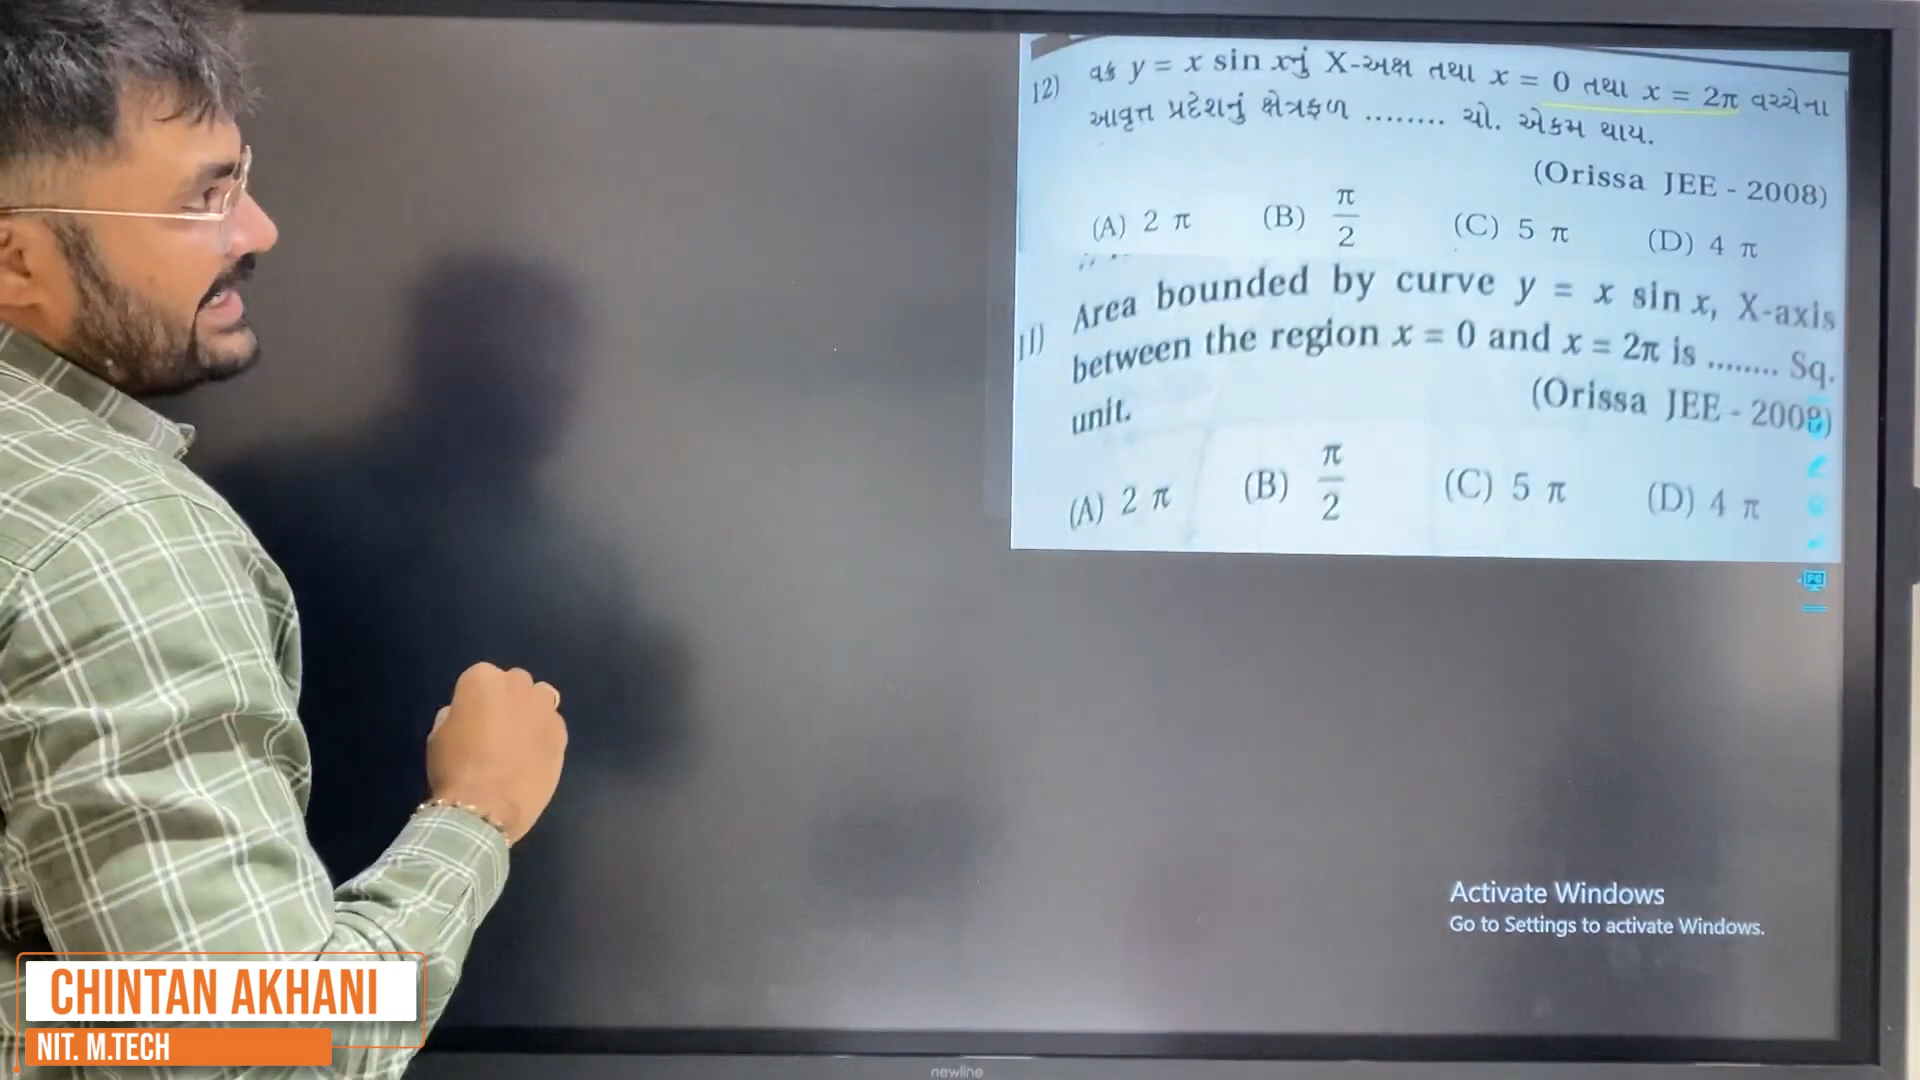 12) વક્ર y = x sin xનું X-અક્ષ તથા x = 0 તથા x = 2π વચ્ચેના
આવૃત્ત પ્રદેશનું ક્ષેત્રફળ ........ ચો. એકમ થાય.
(Orissa JEE - 2008)
(A) 2 π (B) π/2 (C) 5 π (D) 4 π
11) Area bounded by curve y = x sin x, X-axis
between the region x = 0 and x = 2π is ........ Sq.
unit.
(Orissa JEE - 2008)
(A) 2 π (B) π/2 (C) 5 π (D) 4 π
Activate Windows
Go to Settings to activate Windows.
CHINTAN AKHANI
NIT. M.TECH
newline